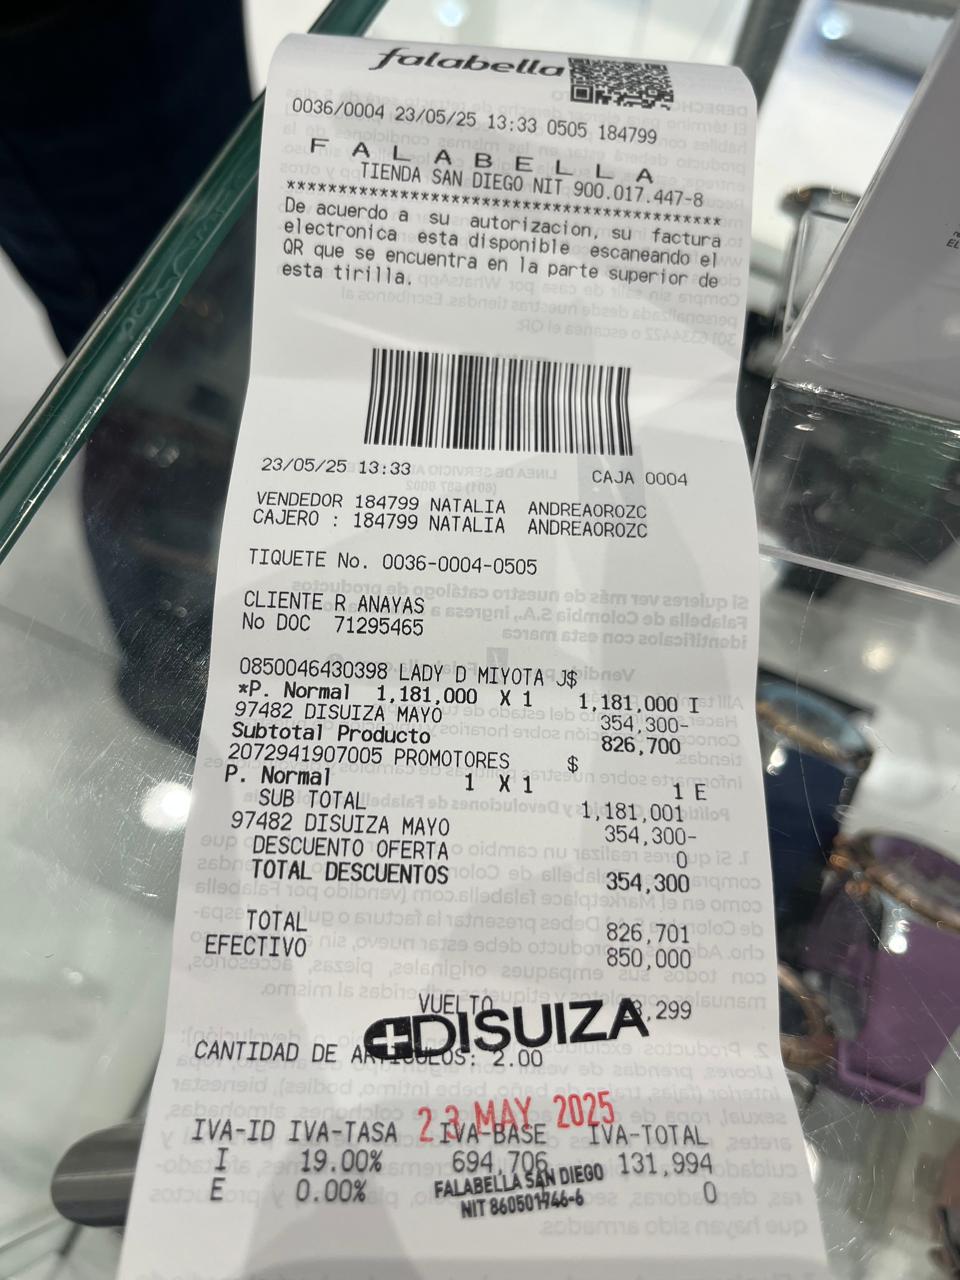 falabella
0036/0004 23/05/25 13:33 0505 184799
F A L A B E L L A
TIENDA SAN DIEGO NIT 900.017.447-8
******************************************
De acuerdo a su autorizacion, su factura
electronica esta disponible escaneando el
QR que se encuentra en la parte superior de
esta tirilla.
23/05/25 13:33 CAJA 0004
VENDEDOR 184799 NATALIA ANDREAOROZC
CAJERO : 184799 NATALIA ANDREAOROZC
TIQUETE No. 0036-0004-0505
CLIENTE R ANAYAS
No DOC 71295465
0850046430398 LADY D MIYOTA J$
*P. Normal 1,181,000 X 1 1,181,000 I
97482 DISUIZA MAYO 354,300-
Subtotal Producto 826,700
2072941907005 PROMOTORES $
P. Normal 1 X 1 1 E
SUB TOTAL 1,181,001
97482 DISUIZA MAYO 354,300-
DESCUENTO OFERTA 0
TOTAL DESCUENTOS 354,300
TOTAL 826,701
EFECTIVO 850,000
VUELTO ,299
DISUIZA
CANTIDAD DE ARTICULOS: 2.00
23 MAY 2025
IVA-ID IVA-TASA IVA-BASE IVA-TOTAL
I 19.00% 694,706 131,994
E 0.00% 0
FALABELLA SAN DIEGO
NIT 860501746-6